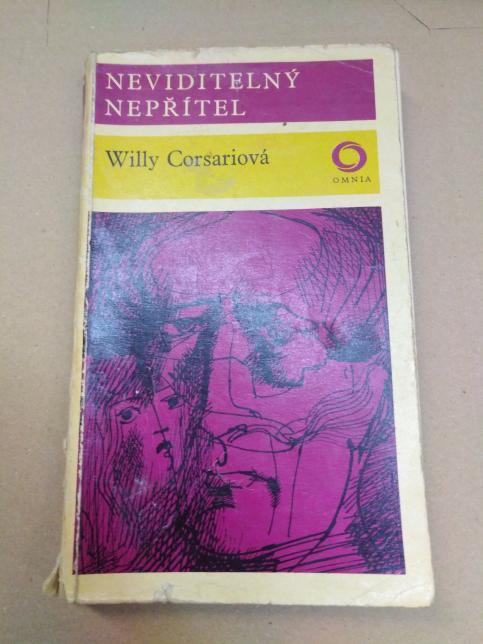 NEVIDITELNÝ
NEPŘÍTEL
Willy Corsariová
OMNIA